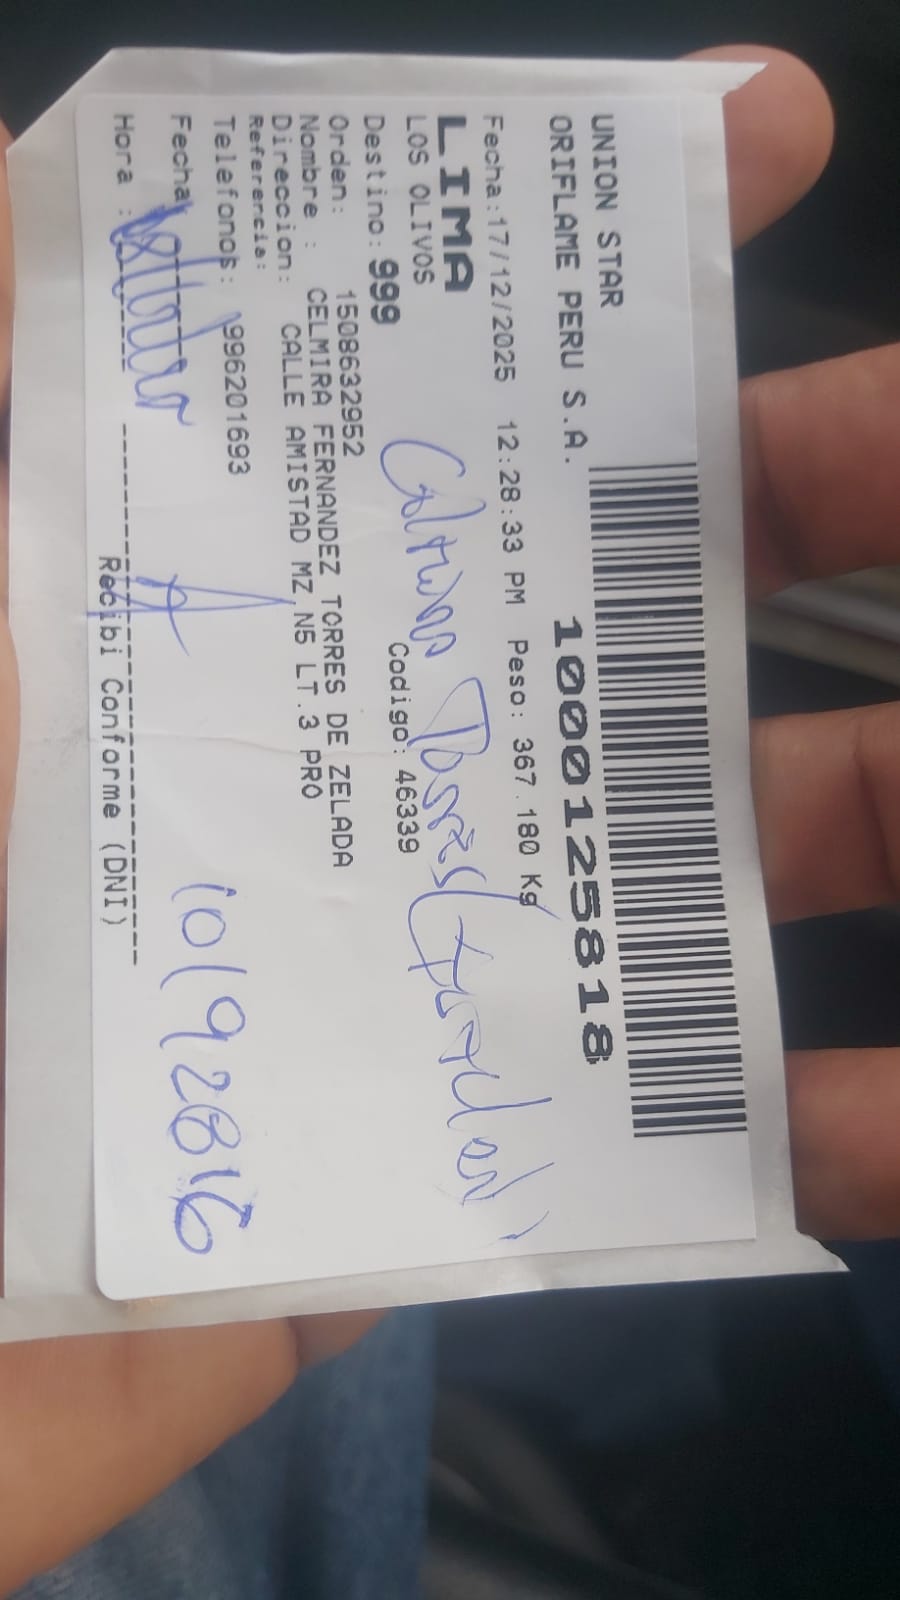 UNION STAR
ORIFLAME PERU S.A.
1000125818
Fecha:17/12/2025 12:28:33 PM Peso: 367.180 Kg
LIMA
LOS OLIVOS
Destino: 999 Codigo: 46339
Orden: 1508632952
Nombre : CELMIRA FERNANDEZ TORRES DE ZELADA
Direccion: CALLE AMISTAD MZ N5 LT.3 PRO
Referencia:
Telefonos: 996201693
10192816
Fecha
Hora : Recibi Conforme (DNI)